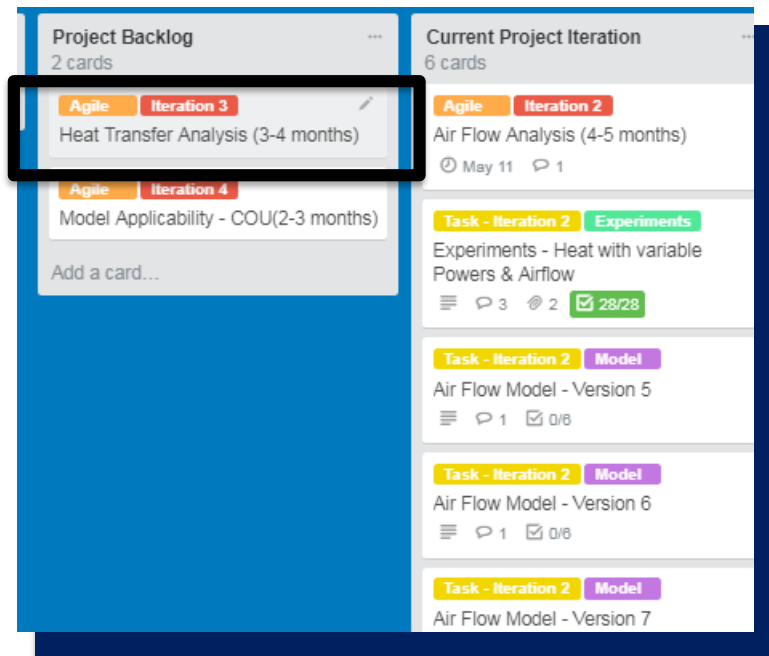 Project Backlog
2 cards
Agile Iteration 3
Heat Transfer Analysis (3-4 months)
Agile Iteration 4
Model Applicability - COU(2-3 months)
Add a card...
Current Project Iteration
6 cards
Agile Iteration 2
Air Flow Analysis (4-5 months)
May 11 1
Task - Iteration 2 Experiments
Experiments - Heat with variable
Powers & Airflow
3 2 28/28
Task - Iteration 2 Model
Air Flow Model - Version 5
1 0/6
Task - Iteration 2 Model
Air Flow Model - Version 6
1 0/6
Task - Iteration 2 Model
Air Flow Model - Version 7